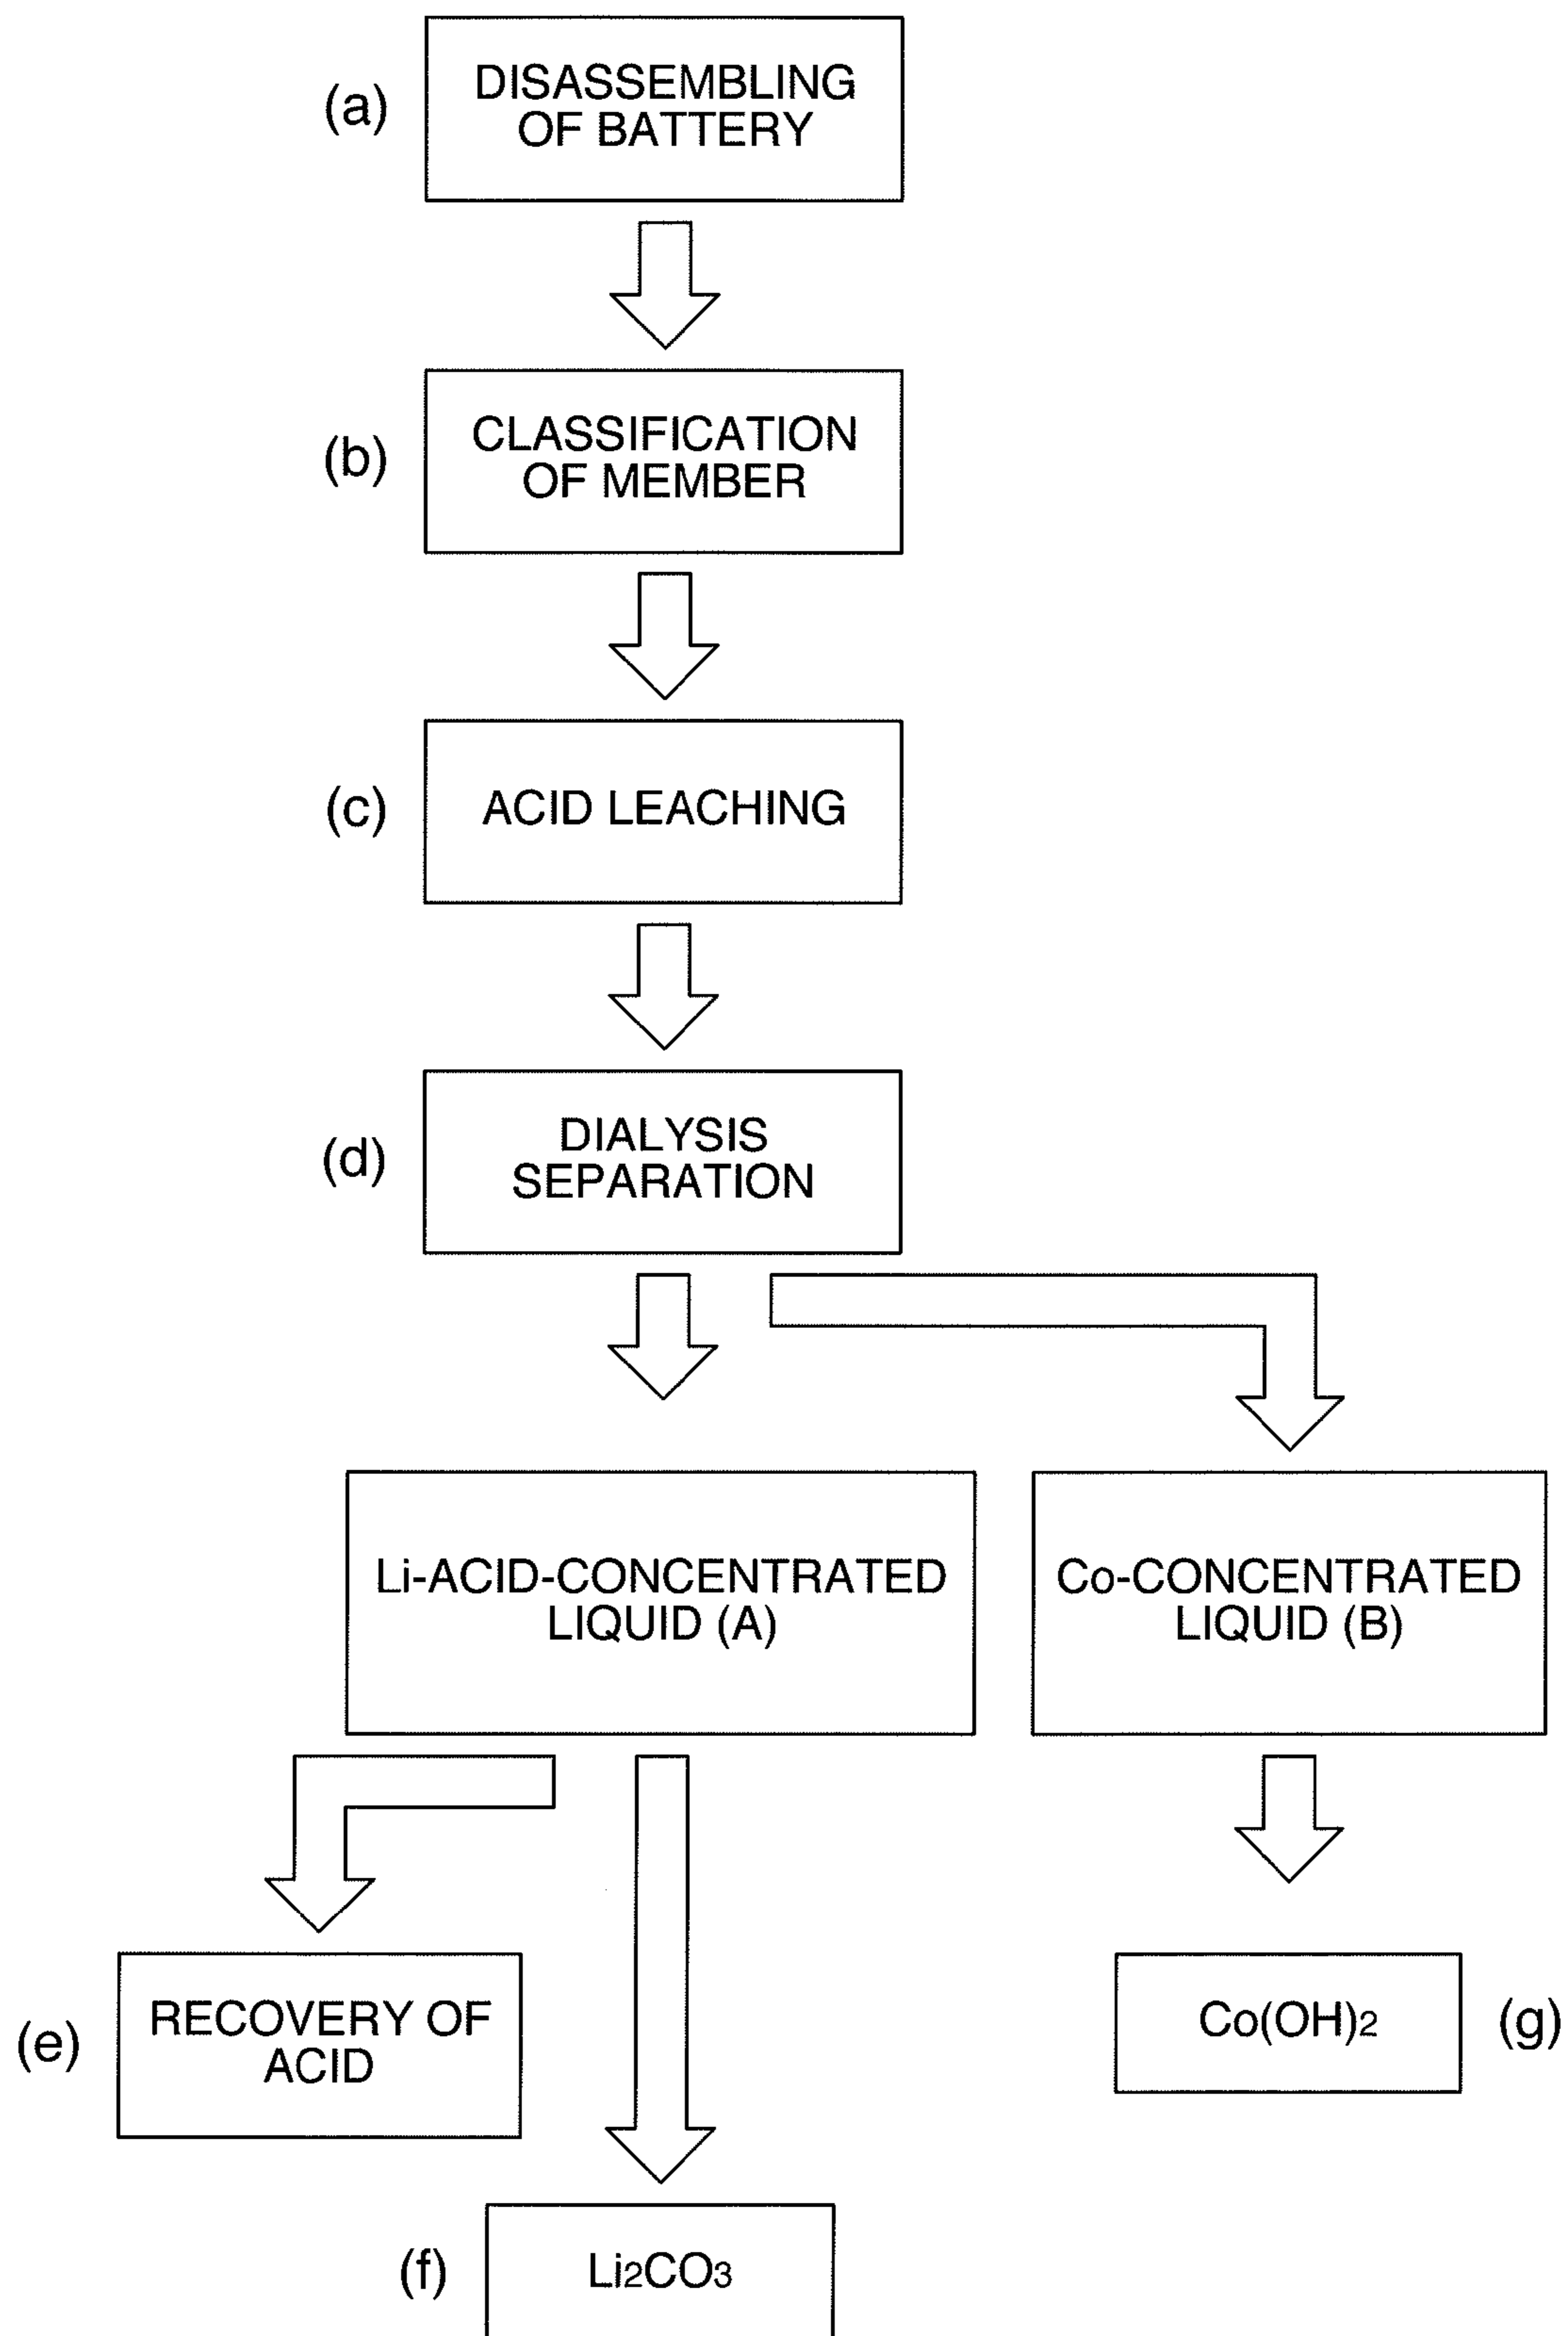 (a)
DISASSEMBLING
OF BATTERY
(b)
CLASSIFICATION
OF MEMBER
(c)
ACID LEACHING
(d)
DIALYSIS
SEPARATION
Li-ACID-CONCENTRATED
LIQUID (A)
Co-CONCENTRATED
LIQUID (B)
(e)
RECOVERY OF
ACID
Co(OH)2
(g)
(f)
Li2CO3